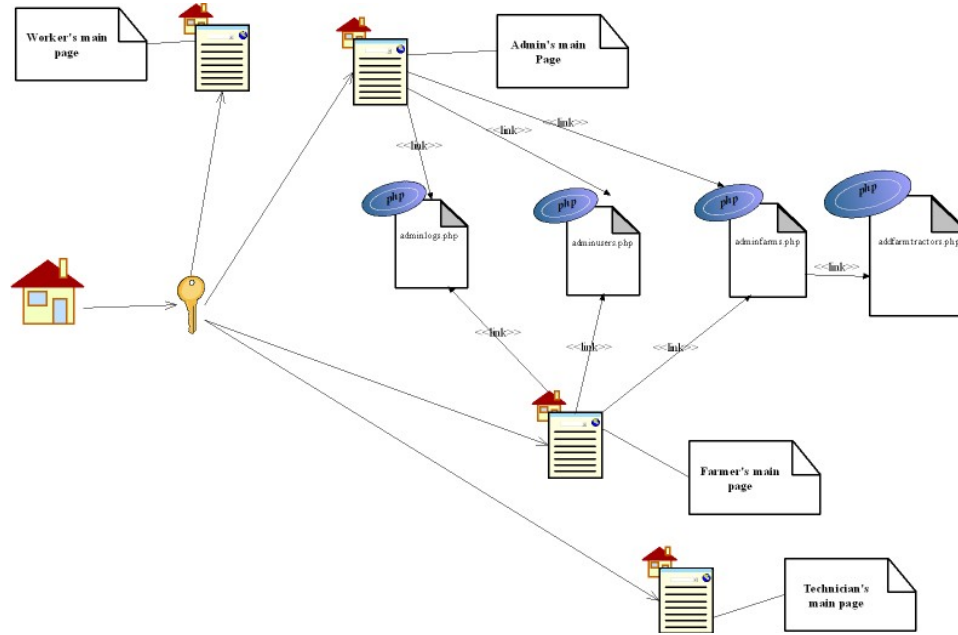 Worker's main
page
Admin's main
Page
<<link>>
<<link>>
<<link>>
php
php
php
php
adminlogs.php
adminusers.php
adminfarms.php
addfarmtractors.php
<<link>>
<<link>>
<<link>>
<<link>>
Farmer's main
page
Technician's
main page